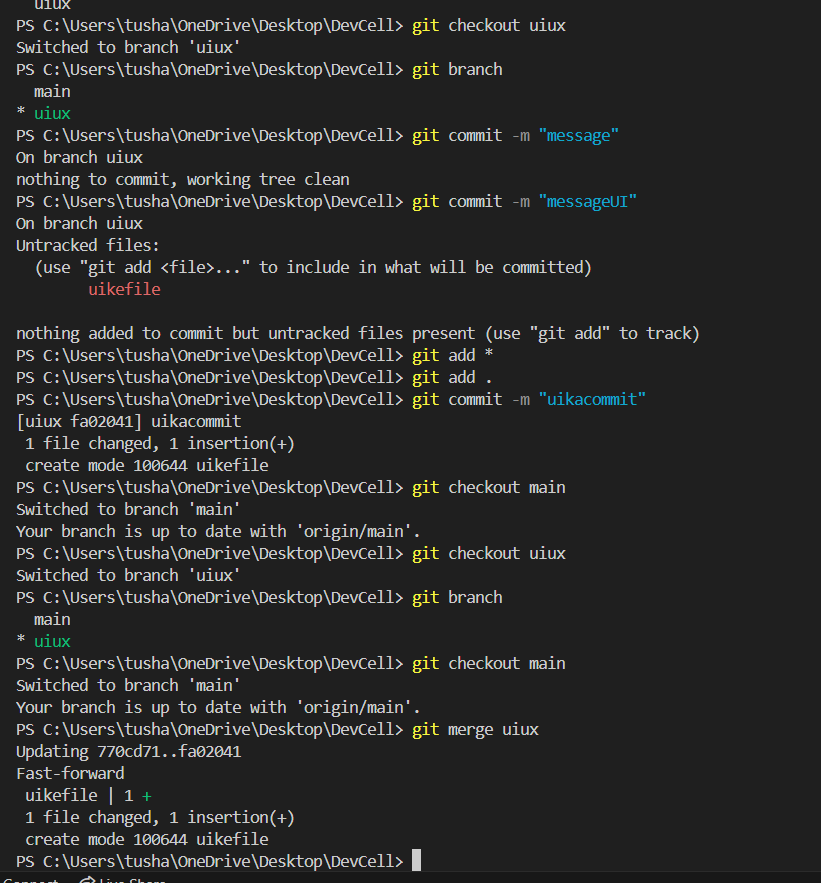 uiux
PS C:\Users\tusha\OneDrive\Desktop\DevCell> git checkout uiux
Switched to branch 'uiux'
PS C:\Users\tusha\OneDrive\Desktop\DevCell> git branch
  main
* uiux
PS C:\Users\tusha\OneDrive\Desktop\DevCell> git commit -m "message"
On branch uiux
nothing to commit, working tree clean
PS C:\Users\tusha\OneDrive\Desktop\DevCell> git commit -m "messageUI"
On branch uiux
Untracked files:
  (use "git add <file>..." to include in what will be committed)
        uikefile

nothing added to commit but untracked files present (use "git add" to track)
PS C:\Users\tusha\OneDrive\Desktop\DevCell> git add *
PS C:\Users\tusha\OneDrive\Desktop\DevCell> git add .
PS C:\Users\tusha\OneDrive\Desktop\DevCell> git commit -m "uikacommit"
[uiux fa02041] uikacommit
 1 file changed, 1 insertion(+)
 create mode 100644 uikefile
PS C:\Users\tusha\OneDrive\Desktop\DevCell> git checkout main
Switched to branch 'main'
Your branch is up to date with 'origin/main'.
PS C:\Users\tusha\OneDrive\Desktop\DevCell> git checkout uiux
Switched to branch 'uiux'
PS C:\Users\tusha\OneDrive\Desktop\DevCell> git branch
  main
* uiux
PS C:\Users\tusha\OneDrive\Desktop\DevCell> git checkout main
Switched to branch 'main'
Your branch is up to date with 'origin/main'.
PS C:\Users\tusha\OneDrive\Desktop\DevCell> git merge uiux
Updating 770cd71..fa02041
Fast-forward
 uikefile | 1 +
 1 file changed, 1 insertion(+)
 create mode 100644 uikefile
PS C:\Users\tusha\OneDrive\Desktop\DevCell>
Live Share